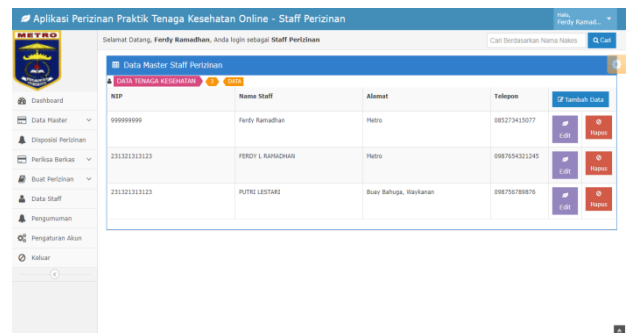 Aplikasi Perizinan Praktik Tenaga Kesehatan Online - Staff Perizinan
Halo,
Ferdy Ramad...
METRO
Selamat Datang, Ferdy Ramadhan, Anda login sebagai Staff Perizinan
Cari Berdasarkan Nama Nakes
Cari
Dashboard
Data Master
Disposisi Perizinan
Periksa Berkas
Buat Perizinan
Data Staff
Pengumuman
Pengaturan Akun
Keluar
Data Master Staff Perizinan
DATA TENAGA KESEHATAN
DATA
NIP Nama Staff Alamat Telepon Tambah Data
999999999 Ferdy Ramadhan Metro 085273415077 Edit Hapus
231321313123 FERDY L RAMADHAN Metro 0987654321245 Edit Hapus
231321313123 PUTRI LESTARI Buay Bahuga, Waykanan 098756789876 Edit Hapus